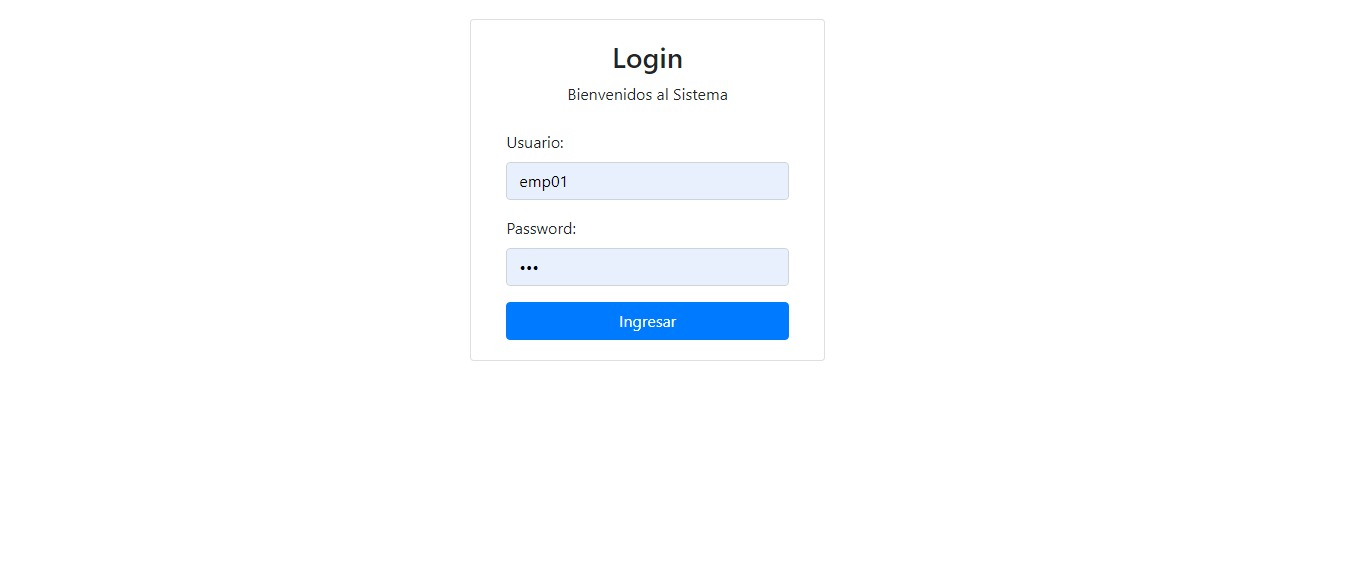 Login
Bienvenidos al Sistema
Usuario:
emp01
Password:
•••
Ingresar